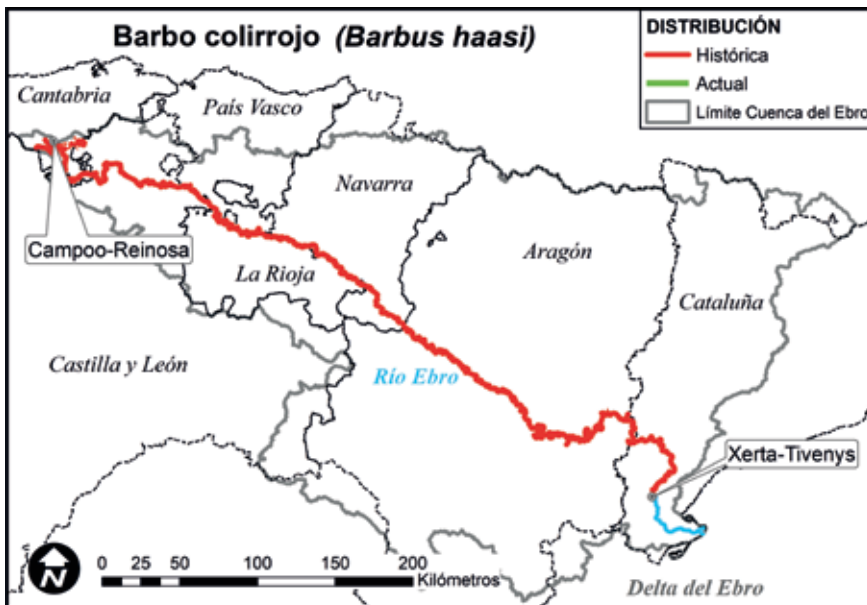 Barbo colirrojo (Barbus haasi)
DISTRIBUCIÓN
Histórica
Actual
Límite Cuenca del Ebro
Cantabria
País Vasco
Navarra
Campoo-Reinosa
La Rioja
Aragón
Cataluña
Castilla y León
Río Ebro
Xerta-Tivenys
N
0 25 50 100 150 200
Kilómetros
Delta del Ebro